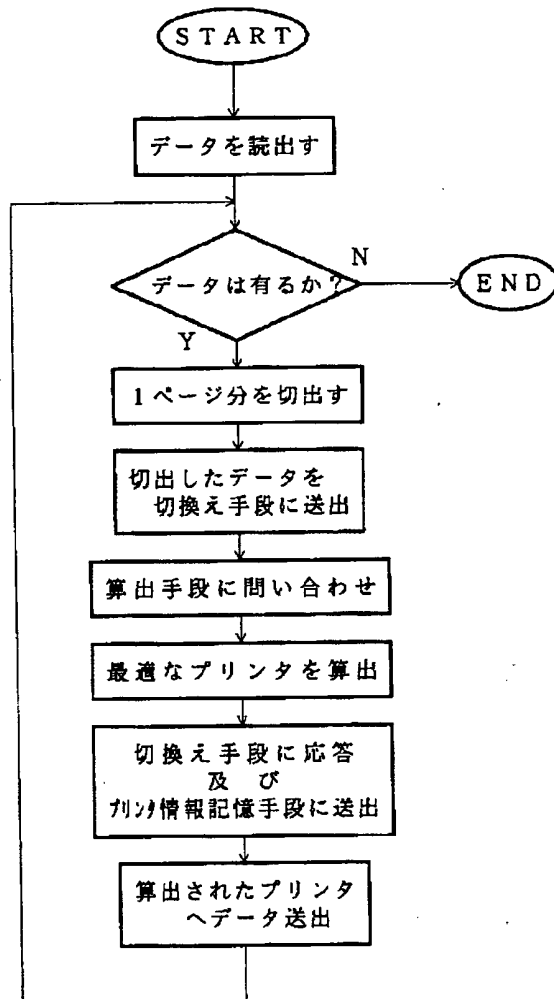 START
データを読出す
データは有るか?
N
END
Y
1ページ分を切出す
切出したデータを
切換え手段に送出
算出手段に問い合わせ
最適なプリンタを算出
切換え手段に応答
及び
プリンタ情報記憶手段に送出
算出されたプリンタ
へデータ送出